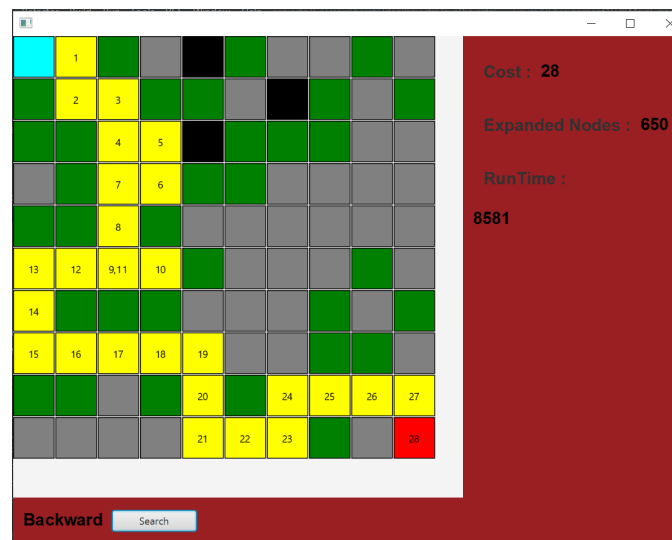 1
Cost : 28
2 3
4 5
Expanded Nodes : 650
7 6
RunTime :
8
8581
13 12 9,11 10
14
15 16 17 18 19
20 24 25 26 27
21 22 23 28
Backward Search